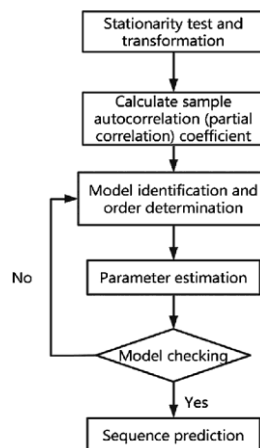 Stationarity test and
transformation
Calculate sample
autocorrelation (partial
correlation) coefficient
Model identification and
order determination
No
Parameter estimation
Model checking
Yes
Sequence prediction